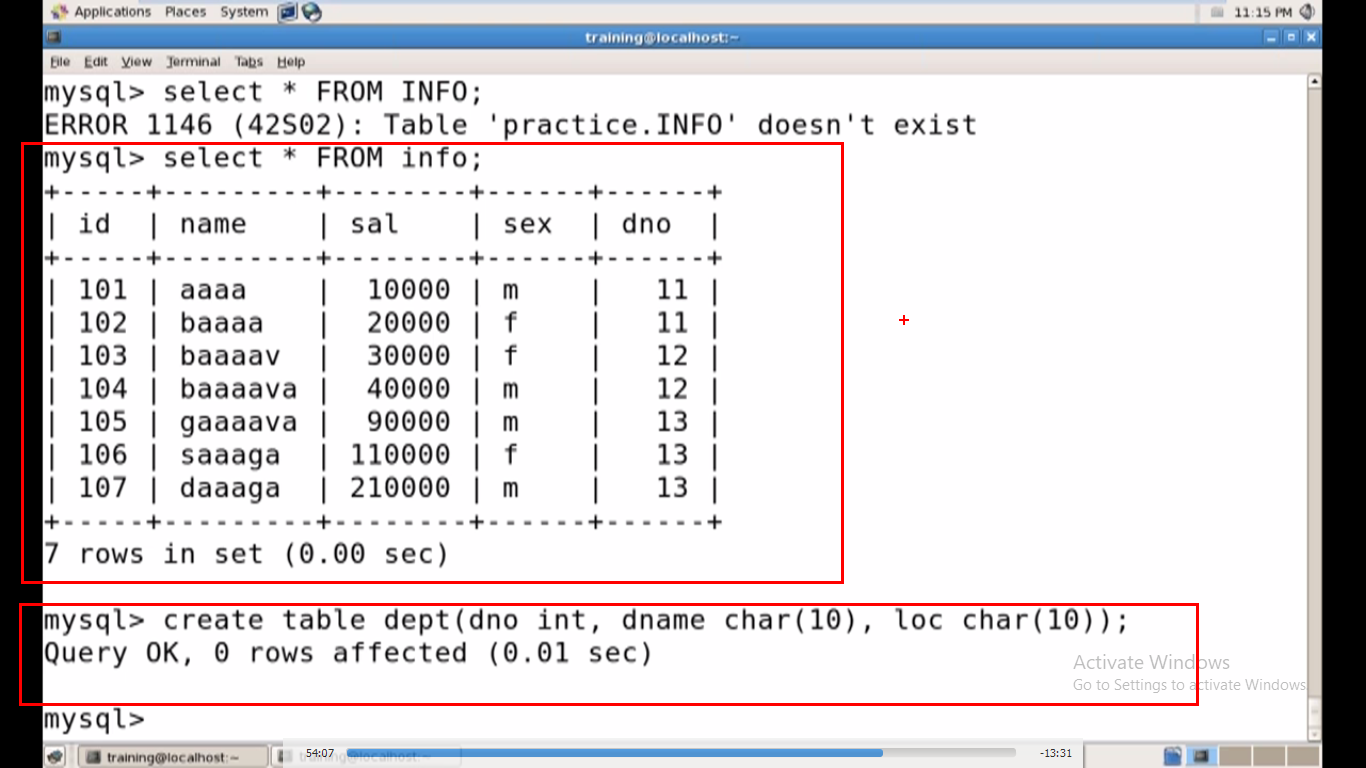 Applications Places System 11:15 PM
training@localhost:~
File Edit View Terminal Tabs Help
mysql> select * FROM INFO;
ERROR 1146 (42S02): Table 'practice.INFO' doesn't exist
mysql> select * FROM info;
+-----+---------+--------+------+------+
| id  | name    | sal    | sex  | dno  |
+-----+---------+--------+------+------+
| 101 | aaaa    |  10000 | m    |   11 |
| 102 | baaaa   |  20000 | f    |   11 |
| 103 | baaaav  |  30000 | f    |   12 |
| 104 | baaaava |  40000 | m    |   12 |
| 105 | gaaaava |  90000 | m    |   13 |
| 106 | saaaga  | 110000 | f    |   13 |
| 107 | daaaga  | 210000 | m    |   13 |
+-----+---------+--------+------+------+
7 rows in set (0.00 sec)
mysql> create table dept(dno int, dname char(10), loc char(10));
Query OK, 0 rows affected (0.01 sec)
Activate Windows
Go to Settings to activate Windows
mysql>
54:07 -13:31
training@localhost:~ training@localhost:~